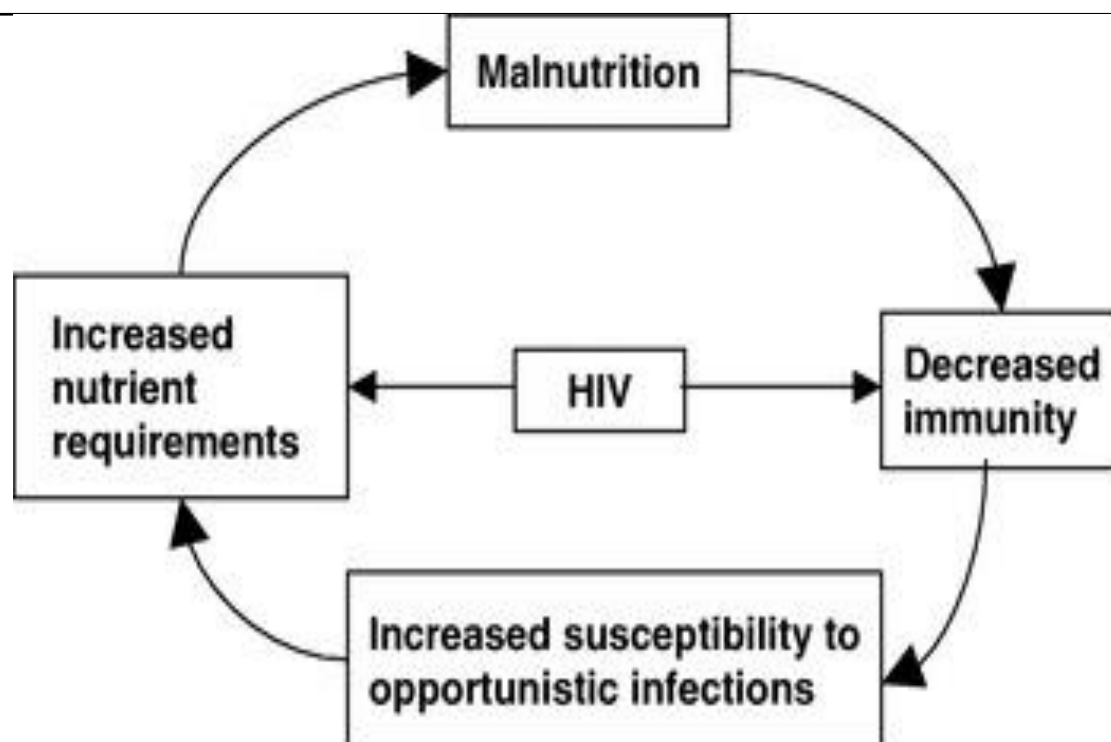 Malnutrition
Increased
nutrient
requirements
HIV
Decreased
immunity
Increased susceptibility to
opportunistic infections